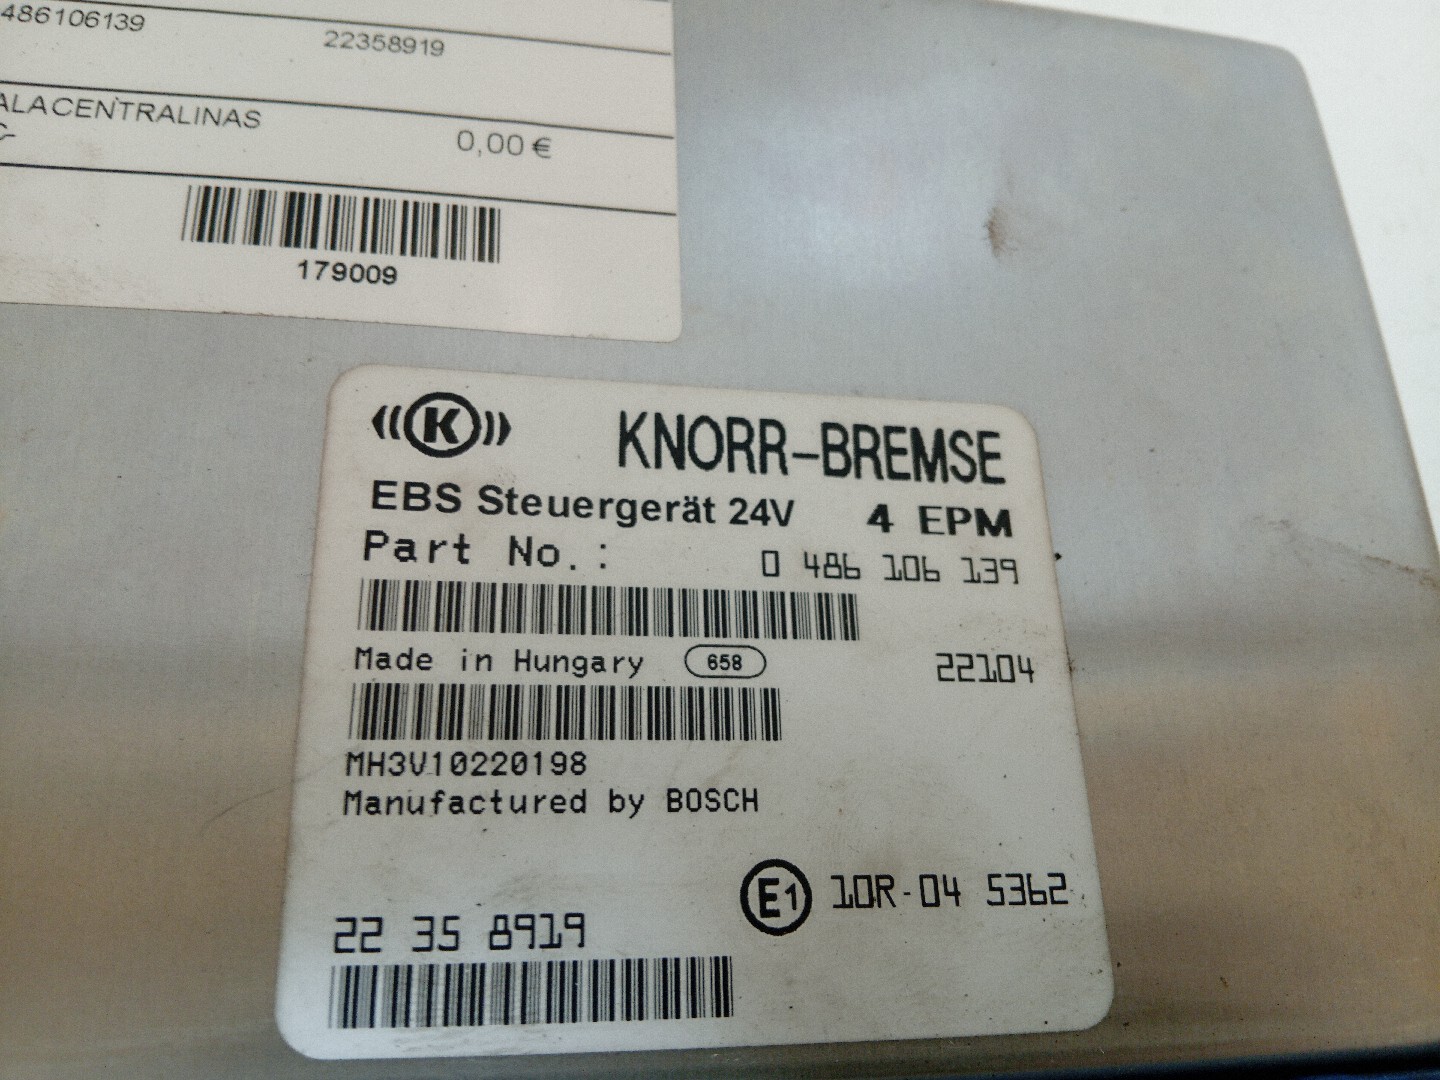 486106139 22358919
ALACENTRALINAS
0,00 €
179009
K KNORR-BREMSE
EBS Steuergerät 24V 4 EPM
Part No.: 0 486 106 139
Made in Hungary 658 22104
MH3V10220198
Manufactured by BOSCH
E1 10R-04 5362
22 35 8919